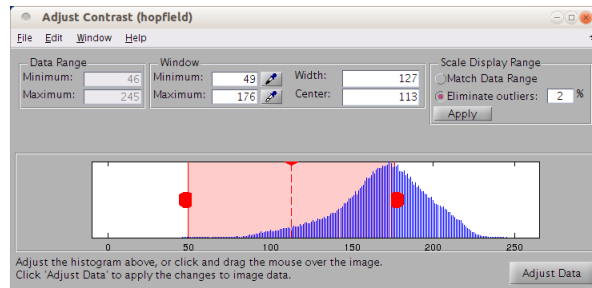 Adjust Contrast (hopfield)
File Edit Window Help
Data Range
Minimum: 46
Maximum: 245
Window
Minimum: 49
Maximum: 176
Width: 127
Center: 113
Scale Display Range
Match Data Range
Eliminate outliers: 2 %
Apply
0 50 100 150 200 250
Adjust the histogram above, or click and drag the mouse over the image.
Click 'Adjust Data' to apply the changes to image data.
Adjust Data